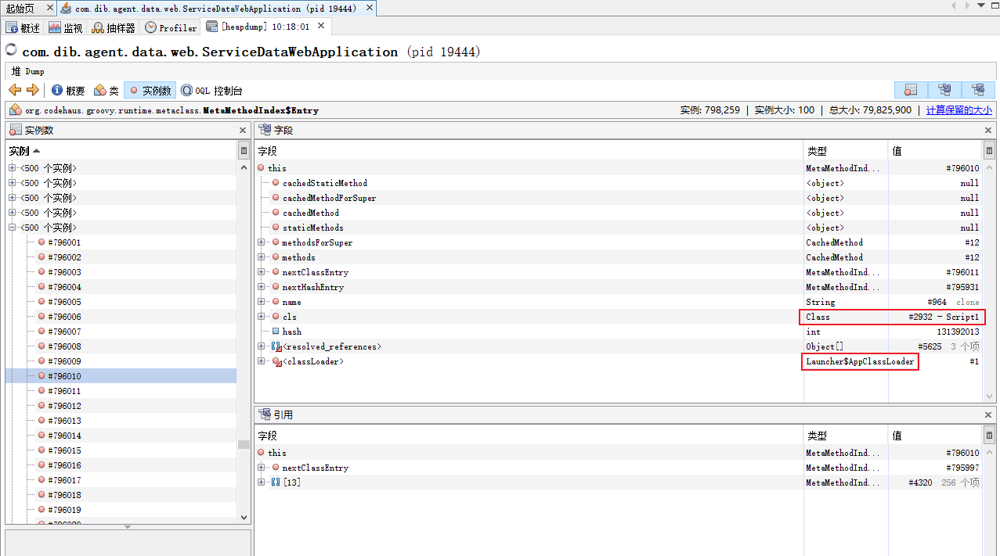 起始页 com.dib.agent.data.web.ServiceDataWebApplication (pid 19444)
概述 监视 抽样器 Profiler [heapdump] 10:18:01
com.dib.agent.data.web.ServiceDataWebApplication (pid 19444)
堆 Dump
概要 类 实例数 OQL 控制台
org.codehaus.groovy.runtime.metaclass.MetaMethodIndex$Entry 实例: 798,259 | 实例大小: 100 | 总大小: 79,825,900 | 计算保留的大小
实例数
实例
<500 个实例>
<500 个实例>
<500 个实例>
<500 个实例>
<500 个实例>
#796001
#796002
#796003
#796004
#796005
#796006
#796007
#796008
#796009
#796010
#796011
#796012
#796013
#796014
#796015
#796016
#796017
#796018
#796019
字段
字段 类型 值
this MetaMethodInd... #796010
cachedStaticMethod <object> null
cachedMethodForSuper <object> null
cachedMethod <object> null
staticMethods <object> null
methodsForSuper CachedMethod #12
methods CachedMethod #12
nextClassEntry MetaMethodInd... #796011
nextHashEntry MetaMethodInd... #795931
name String #964 clone
cls Class #2932 - Script1
hash int 131392013
<resolved_references> Object[] #5625 3 个项
<classLoader> Launcher$AppClassLoader #1
引用
字段 类型 值
this MetaMethodInd... #796010
nextClassEntry MetaMethodInd... #795997
[13] MetaMethodInd... #4320 256 个项